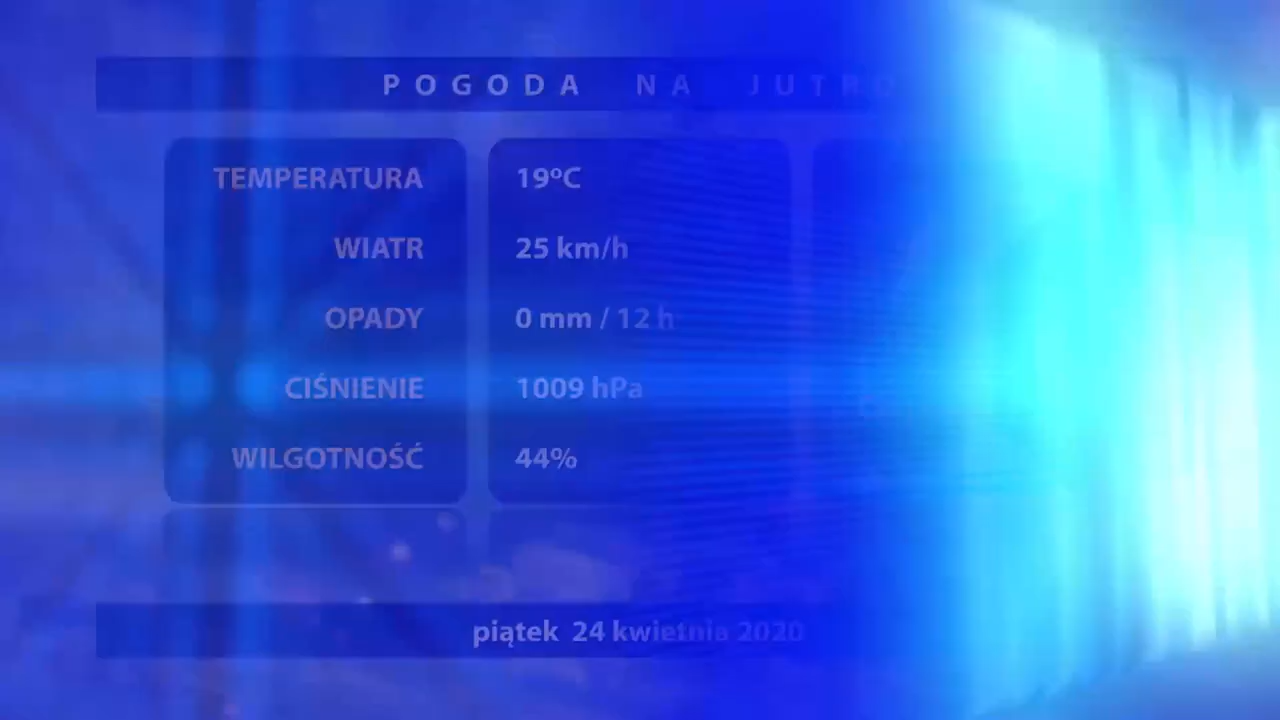 POGODA NA JUTRO
TEMPERATURA 19ºC
WIATR 25 km/h
OPADY 0 mm / 12 h
CIŚNIENIE 1009 hPa
WILGOTNOŚĆ 44%
piątek 24 kwietnia 2020